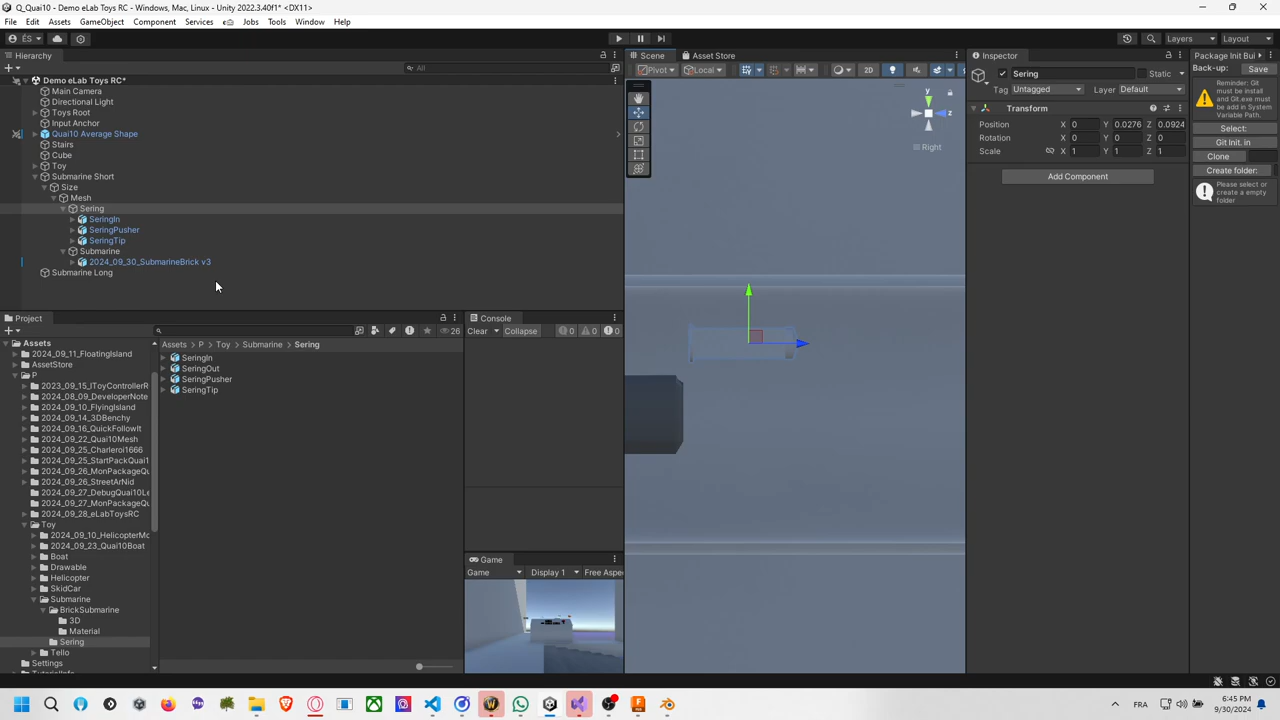 Q_Quai10 - Demo eLab Toys RC - Windows, Mac, Linux - Unity 2022.3.40f1* <DX11>
File Edit Assets GameObject Component Services Jobs Tools Window Help
ÉS
Layers Layout
Hierarchy
All
Demo eLab Toys RC*
Main Camera
Directional Light
Toys Root
Input Anchor
Quai10 Average Shape
Stairs
Cube
Toy
Submarine Short
Size
Mesh
Sering
SeringIn
SeringPusher
SeringTip
Submarine
2024_09_30_SubmarineBrick v3
Submarine Long
Scene Asset Store
Pivot Local 2D
y
z
Right
Inspector
Sering Static
Tag Untagged Layer Default
Transform
Position X 0 Y 0.0276 Z 0.0924
Rotation X 0 Y 0 Z 0
Scale X 1 Y 1 Z 1
Add Component
Package Init Bui
Back-up: Save
Reminder: Git
must be install
and Git.exe must
be add in System
Variable Path.
Select:
Git Init. in
Clone
Create folder:
Please select or
create a empty
folder
Project
26
Assets
2024_09_11_FloatingIsland
AssetStore
P
2023_09_15_IToyControllerR
2024_08_09_DeveloperNote
2024_09_10_FlyingIsland
2024_09_14_3DBenchy
2024_09_16_QuickFollowIt
2024_09_22_Quai10Mesh
2024_09_25_Charleroi1666
2024_09_25_StartPackQuai1
2024_09_26_MonPackageQu
2024_09_26_StreetArNid
2024_09_27_DebugQuai10Le
2024_09_27_MonPackageQu
2024_09_28_eLabToysRC
Toy
2024_09_10_HelicopterMo
2024_09_23_Quai10Boat
Boat
Drawable
Helicopter
SkidCar
Submarine
BrickSubmarine
3D
Material
Sering
Tello
Settings
Assets > P > Toy > Submarine > Sering
SeringIn
SeringOut
SeringPusher
SeringTip
Console
Clear Collapse 0 0 0
Game
Game Display 1 Free Aspe
FRA
6:45 PM
9/30/2024